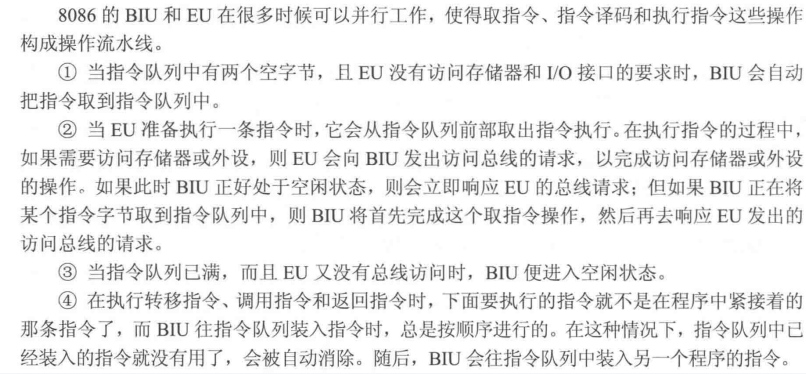 8086 的 BIU 和 EU 在很多时候可以并行工作，使得取指令、指令译码和执行指令这些操作
构成操作流水线。
① 当指令队列中有两个空字节，且 EU 没有访问存储器和 I/O 接口的要求时，BIU 会自动
把指令取到指令队列中。
② 当 EU 准备执行一条指令时，它会从指令队列前部取出指令执行。在执行指令的过程中，
如果需要访问存储器或外设，则 EU 会向 BIU 发出访问总线的请求，以完成访问存储器或外设
的操作。如果此时 BIU 正好处于空闲状态，则会立即响应 EU 的总线请求；但如果 BIU 正在将
某个指令字节取到指令队列中，则 BIU 将首先完成这个取指令操作，然后再去响应 EU 发出的
访问总线的请求。
③ 当指令队列已满，而且 EU 又没有总线访问时，BIU 便进入空闲状态。
④ 在执行转移指令、调用指令和返回指令时，下面要执行的指令就不是在程序中紧接着的
那条指令了，而 BIU 往指令队列装入指令时，总是按顺序进行的。在这种情况下，指令队列中已
经装入的指令就没有用了，会被自动消除。随后，BIU 会往指令队列中装入另一个程序的指令。